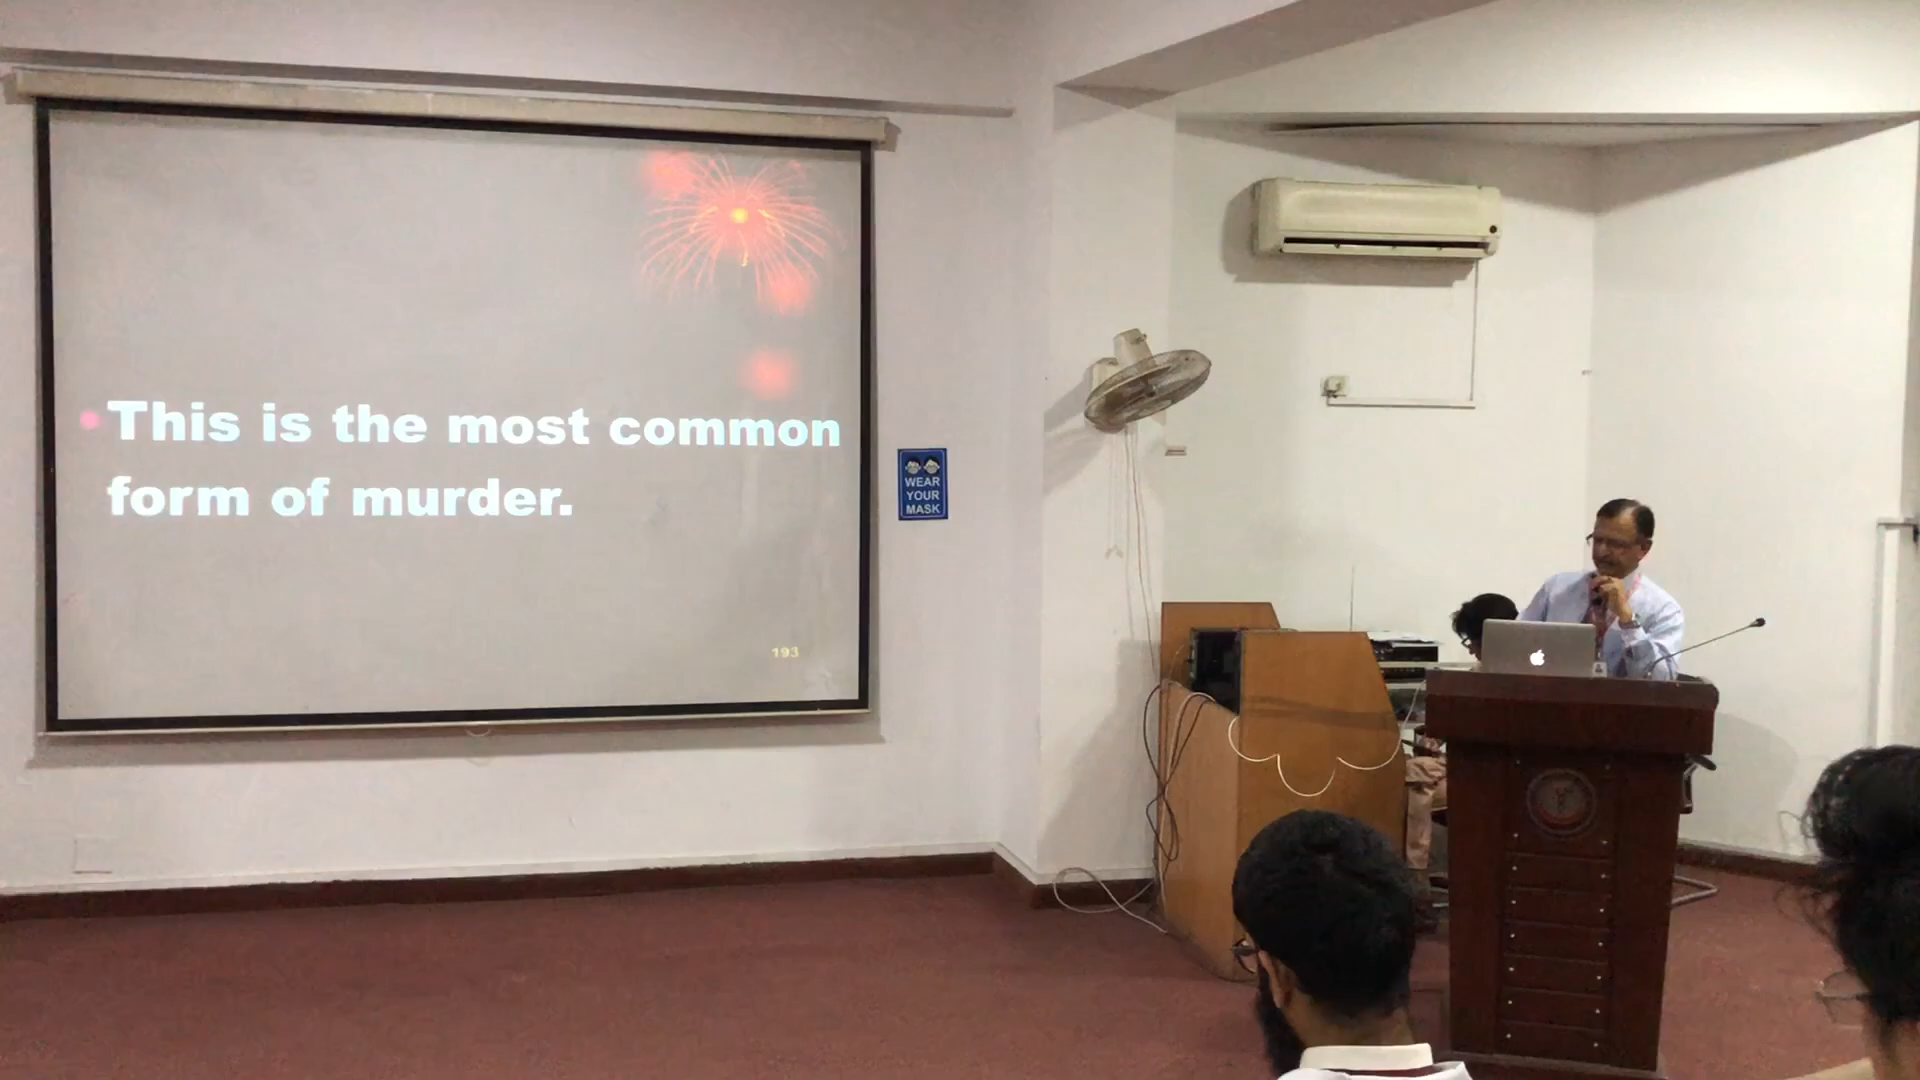 This is the most common
form of murder.
193
WEAR
YOUR
MASK